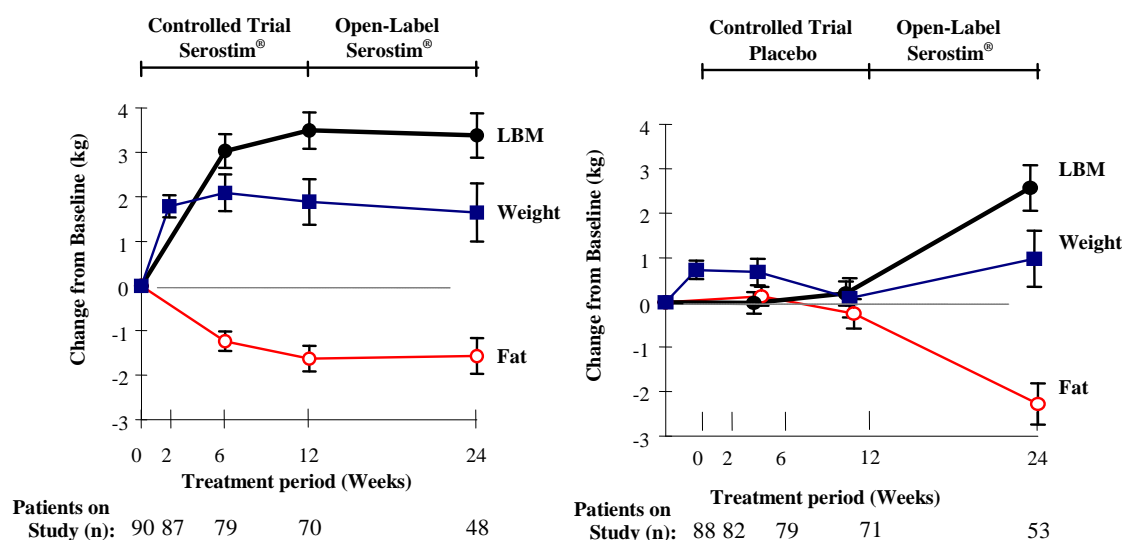 Controlled Trial
Serostim®
Open-Label
Serostim®
Change from Baseline (kg)
4
3
2
1
0
-1
-2
-3
LBM
Weight
Fat
0 2 6 12 24
Treatment period (Weeks)
Patients on
Study (n): 90 87 79 70 48
Controlled Trial
Placebo
Open-Label
Serostim®
Change from Baseline (kg)
4
3
2
1
0
-1
-2
-3
LBM
Weight
Fat
0 2 6 12 24
Treatment period (Weeks)
Patients on
Study (n): 88 82 79 71 53